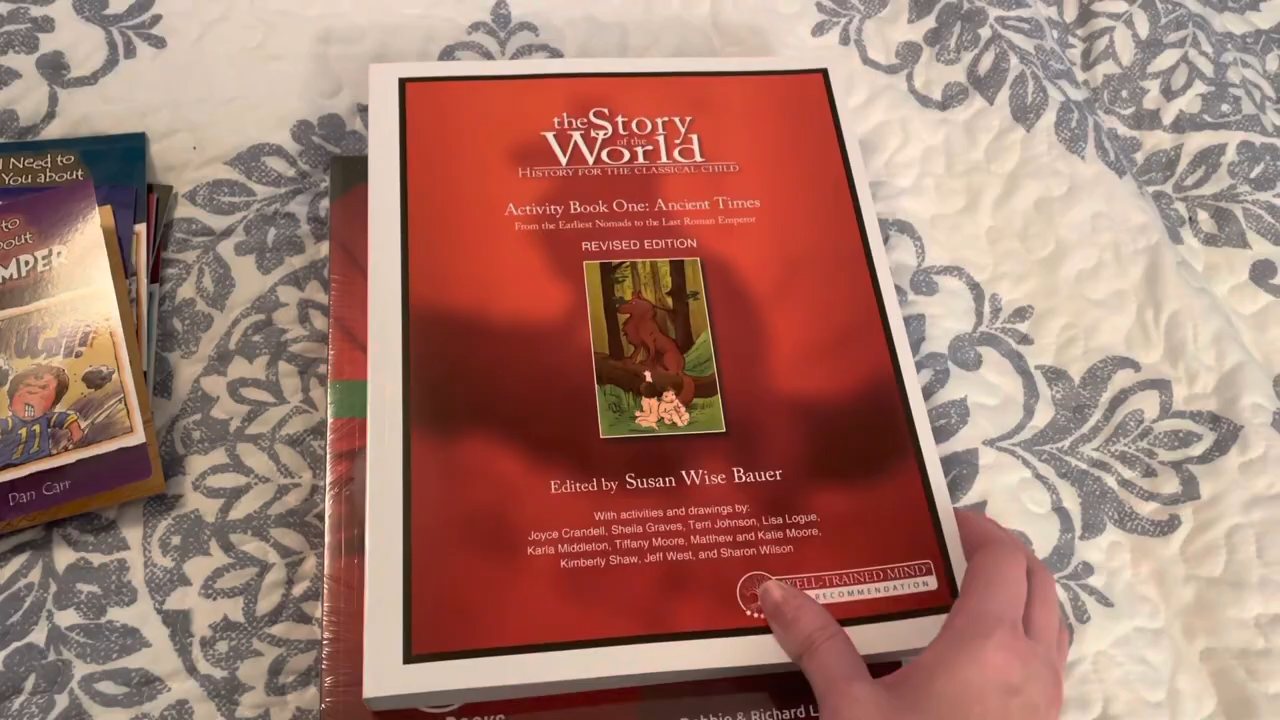 I Need to
You about
to
bout
MPER
11
Dan Carr
the Story
of the
World
HISTORY FOR THE CLASSICAL CHILD
Activity Book One: Ancient Times
From the Earliest Nomads to the Last Roman Emperor
REVISED EDITION
Edited by Susan Wise Bauer
With activities and drawings by:
Joyce Crandell, Sheila Graves, Terri Johnson, Lisa Logue,
Karla Middleton, Tiffany Moore, Matthew and Katie Moore,
Kimberly Shaw, Jeff West, and Sharon Wilson
WELL-TRAINED MIND
RECOMMENDATION
Debbie & Richard L